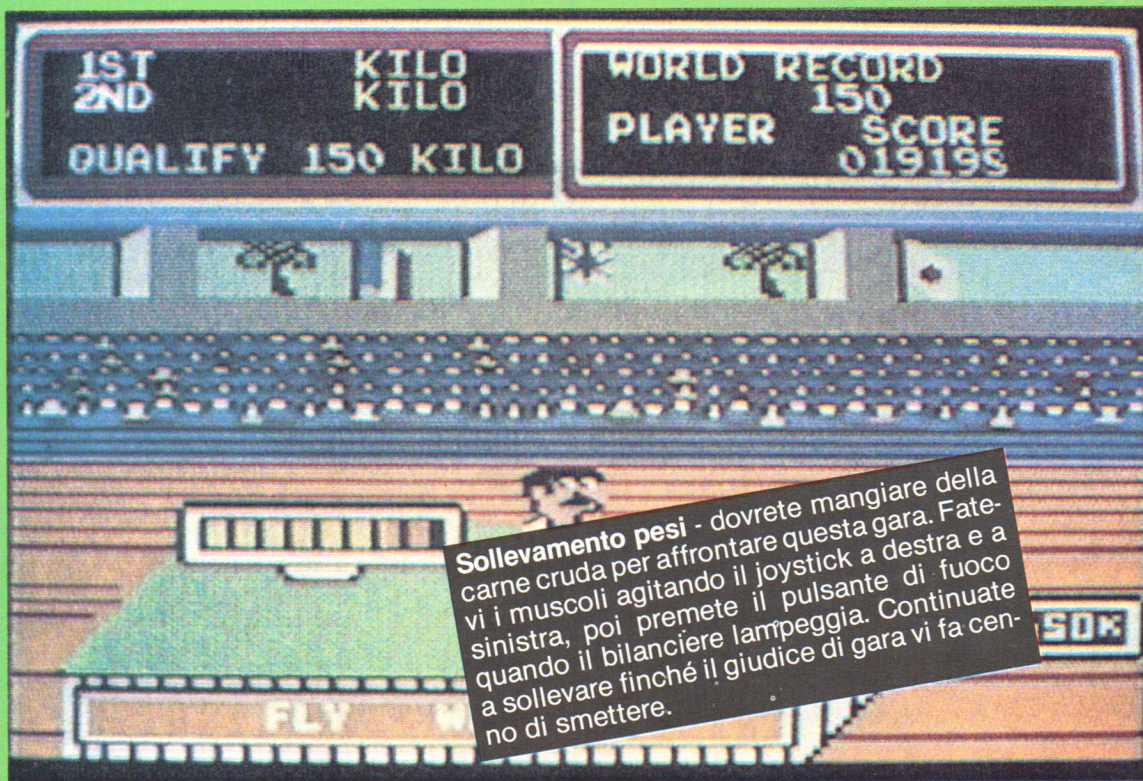 1ST KILO
2ND KILO
QUALIFY 150 KILO
WORLD RECORD
150
PLAYER SCORE
019198
Sollevamento pesi - dovrete mangiare della
carne cruda per affrontare questa gara. Fate-
vi i muscoli agitando il joystick a destra e a
sinistra, poi premete il pulsante di fuoco
quando il bilanciere lampeggia. Continuate
a sollevare finché il giudice di gara vi fa cen-
no di smettere.
FLY